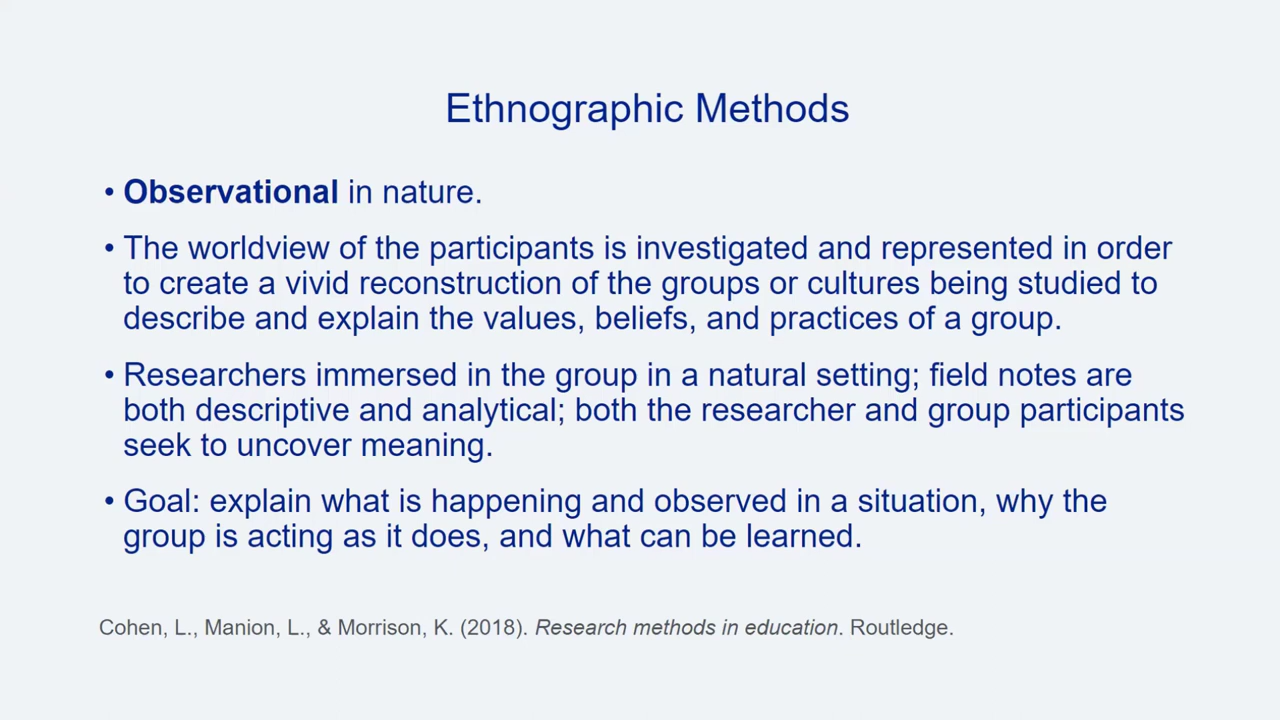 Ethnographic Methods
• Observational in nature.
• The worldview of the participants is investigated and represented in order
to create a vivid reconstruction of the groups or cultures being studied to
describe and explain the values, beliefs, and practices of a group.
• Researchers immersed in the group in a natural setting; field notes are
both descriptive and analytical; both the researcher and group participants
seek to uncover meaning.
• Goal: explain what is happening and observed in a situation, why the
group is acting as it does, and what can be learned.
Cohen, L., Manion, L., & Morrison, K. (2018). Research methods in education. Routledge.